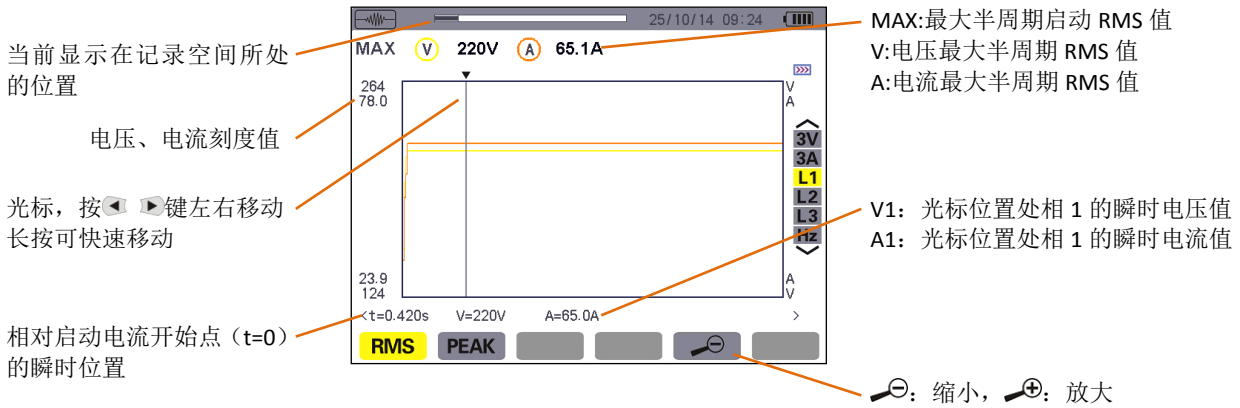 当前显示在记录空间所处
的位置
电压、电流刻度值
光标，按 键左右移动
长按可快速移动
相对启动电流开始点（t=0）
的瞬时位置
25/10/14 09:24
MAX V 220V A 65.1A
264
78.0
V
A
3V
3A
L1
L2
L3
Hz
23.9
124
A
V
<t=0.420s V=220V A=65.0A >
RMS PEAK
MAX:最大半周期启动 RMS 值
V:电压最大半周期 RMS 值
A:电流最大半周期 RMS 值
V1：光标位置处相 1 的瞬时电压值
A1：光标位置处相 1 的瞬时电流值
：缩小，：放大